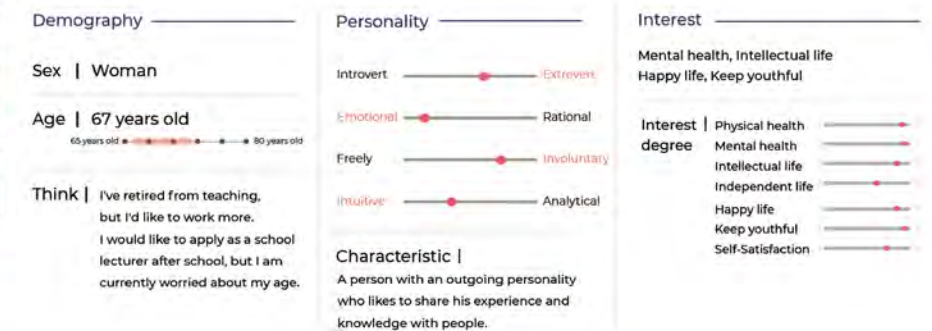 Demography
Sex | Woman
Age | 67 years old
65 years old
80 years old
Think | I've retired from teaching,
but I'd like to work more.
I would like to apply as a school
lecturer after school, but I am
currently worried about my age.
Personality
Introvert
Extrovert
Emotional
Rational
Freely
Involuntary
Intuitive
Analytical
Characteristic |
A person with an outgoing personality
who likes to share his experience and
knowledge with people.
Interest
Mental health, Intellectual life
Happy life, Keep youthful
Interest | Physical health
degree
Mental health
Intellectual life
Independent life
Happy life
Keep youthful
Self-Satisfaction